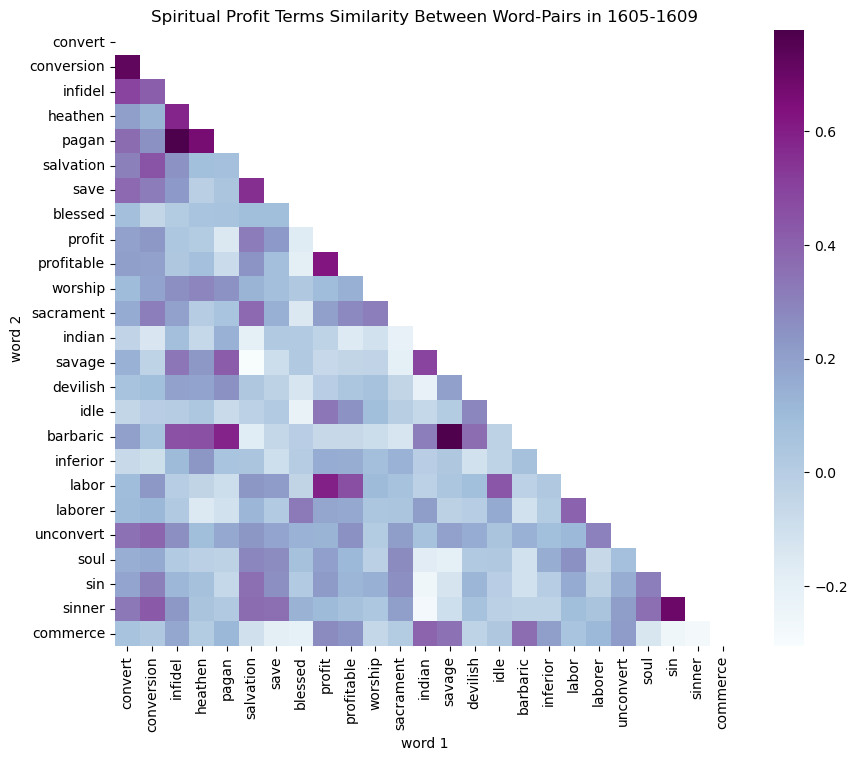 Spiritual Profit Terms Similarity Between Word-Pairs in 1605-1609
convert
conversion
infidel
heathen
pagan
salvation
save
blessed
profit
profitable
worship
sacrament
indian
savage
devilish
idle
barbaric
inferior
labor
laborer
unconvert
soul
sin
sinner
commerce
word 2
convert
conversion
infidel
heathen
pagan
salvation
save
blessed
profit
profitable
worship
sacrament
indian
savage
devilish
idle
barbaric
inferior
labor
laborer
unconvert
soul
sin
sinner
commerce
word 1
0.6
0.4
0.2
0.0
−0.2